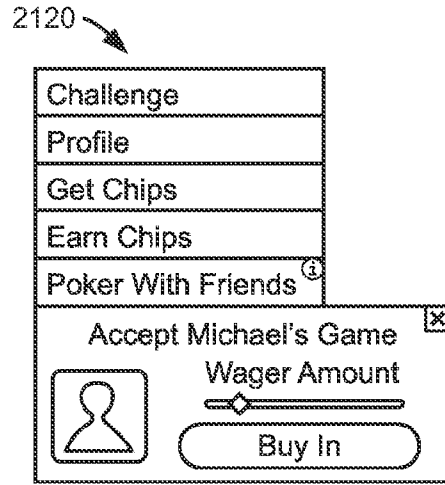 2120
Challenge
Profile
Get Chips
Earn Chips
Poker With Friends i
Accept Michael's Game
Wager Amount
Buy In